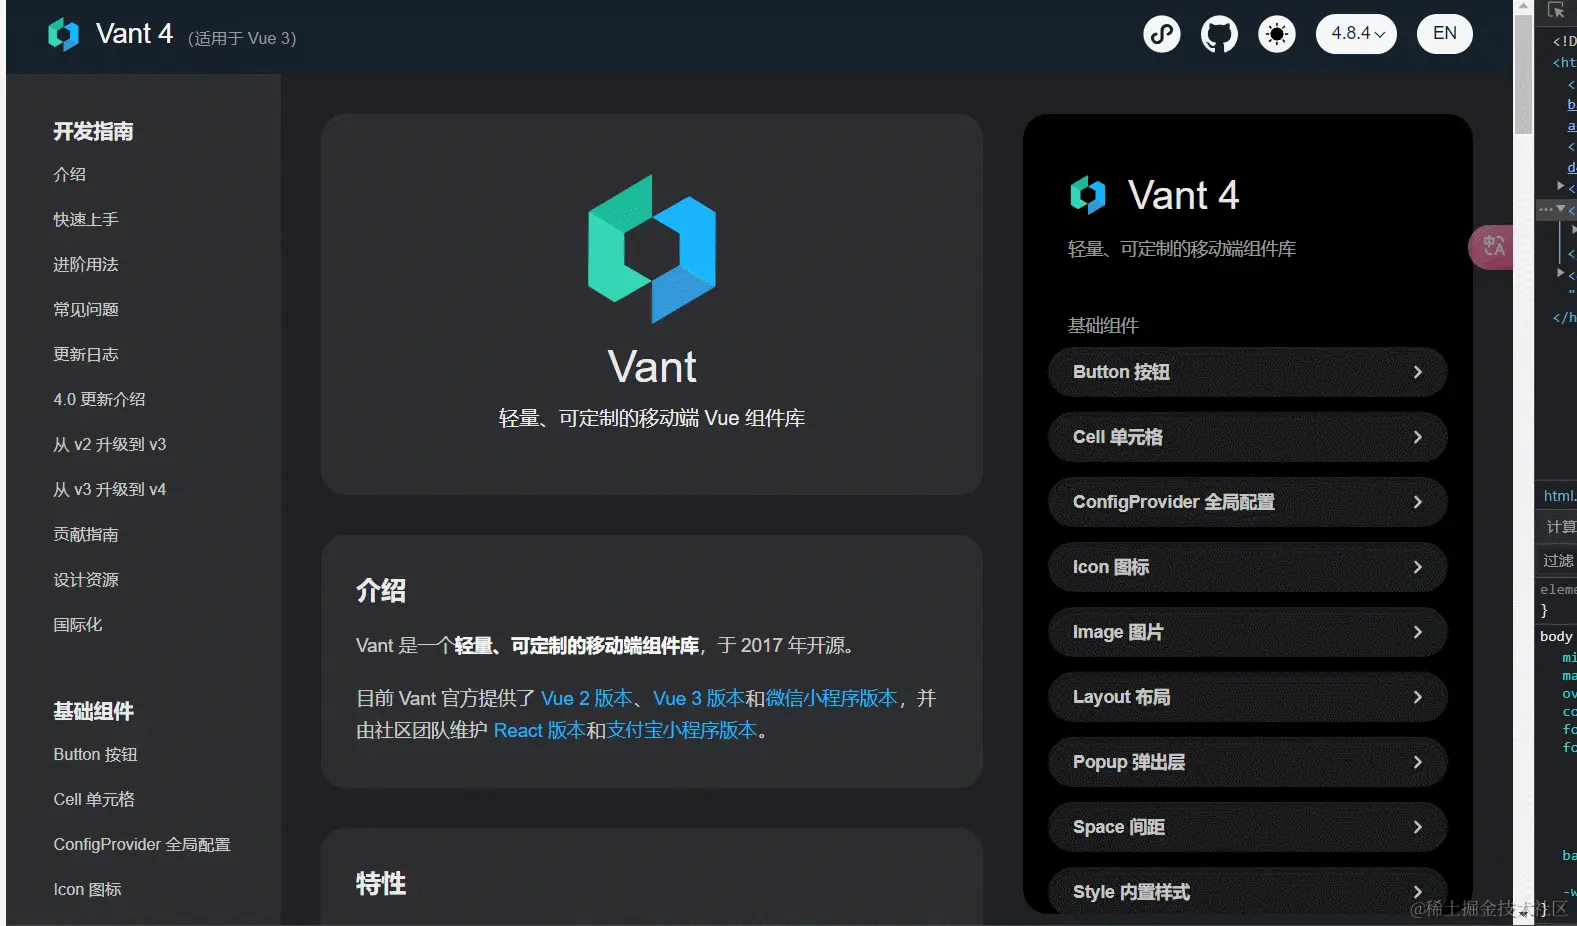 Vant 4 (适用于 Vue 3)
4.8.4
EN
开发指南
介绍
快速上手
进阶用法
常见问题
更新日志
4.0 更新介绍
从 v2 升级到 v3
从 v3 升级到 v4
贡献指南
设计资源
国际化
基础组件
Button 按钮
Cell 单元格
ConfigProvider 全局配置
Icon 图标
Vant
轻量、可定制的移动端 Vue 组件库
介绍
Vant 是一个轻量、可定制的移动端组件库，于 2017 年开源。
目前 Vant 官方提供了 Vue 2 版本、Vue 3 版本和微信小程序版本，并
由社区团队维护 React 版本和支付宝小程序版本。
特性
Vant 4
轻量、可定制的移动端组件库
基础组件
Button 按钮
Cell 单元格
ConfigProvider 全局配置
Icon 图标
Image 图片
Layout 布局
Popup 弹出层
Space 间距
Style 内置样式
中A
<!D
<ht
<
b
a
<
d
<
<
<
<
"
</h
html.
计算
过滤
eleme
}
body
mi
ma
ov
co
fo
fo
ba
-w
}
@稀土掘金技术社区